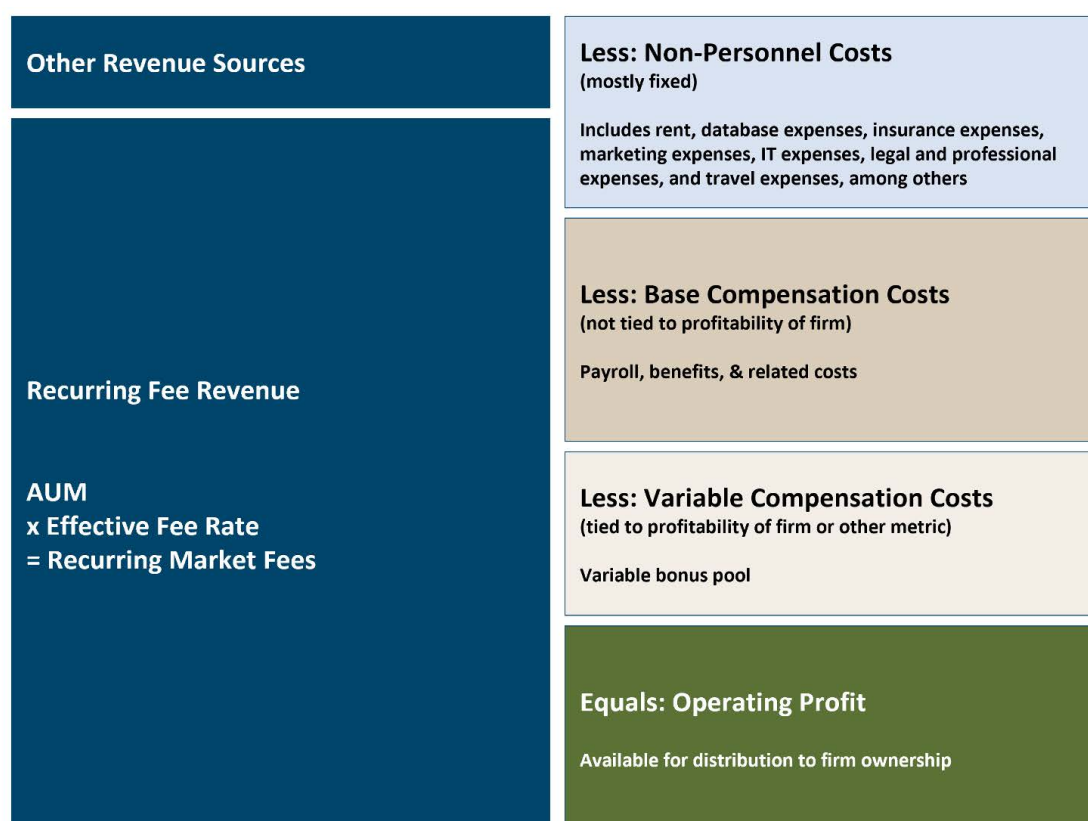 Other Revenue Sources
Recurring Fee Revenue
AUM
x Effective Fee Rate
= Recurring Market Fees
Less: Non-Personnel Costs
(mostly fixed)
Includes rent, database expenses, insurance expenses,
marketing expenses, IT expenses, legal and professional
expenses, and travel expenses, among others
Less: Base Compensation Costs
(not tied to profitability of firm)
Payroll, benefits, & related costs
Less: Variable Compensation Costs
(tied to profitability of firm or other metric)
Variable bonus pool
Equals: Operating Profit
Available for distribution to firm ownership